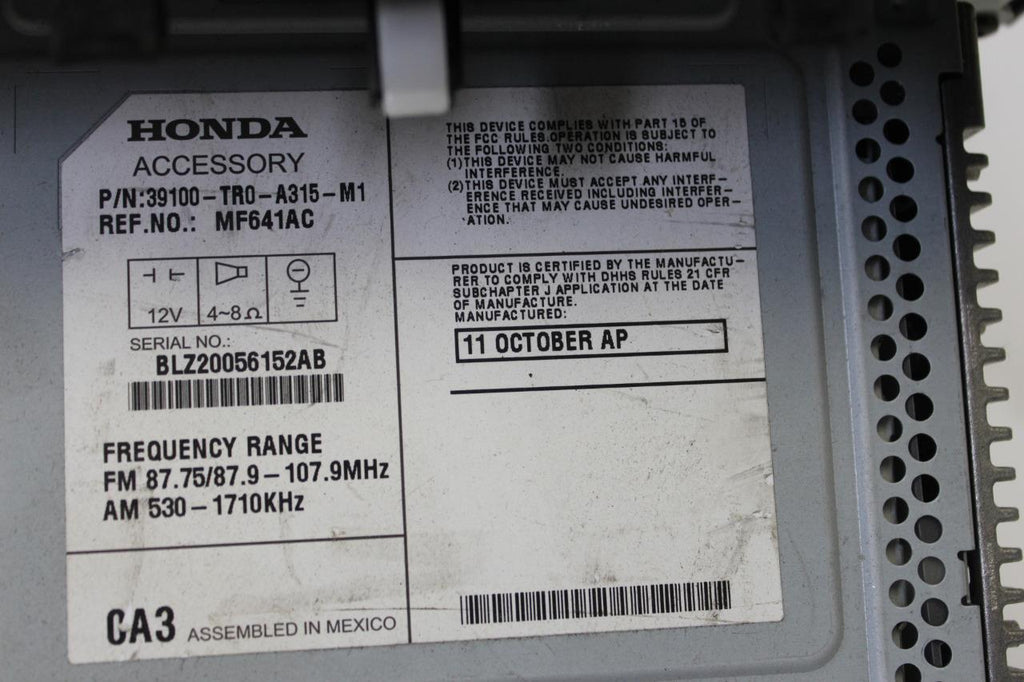 HONDA
ACCESSORY
P/N:39100-TR0-A315-M1
REF.NO.: MF641AC
12V 4~8Ω
SERIAL NO.:
BLZ20056152AB
FREQUENCY RANGE
FM 87.75/87.9-107.9MHz
AM 530-1710KHz
CA3 ASSEMBLED IN MEXICO
THIS DEVICE COMPLIES WITH PART 15 OF
THE FCC RULES.OPERATION IS SUBJECT TO
THE FOLLOWING TWO CONDITIONS:
(1)THIS DEVICE MAY NOT CAUSE HARMFUL
INTERFERENCE.
(2)THIS DEVICE MUST ACCEPT ANY INTERF-
ERENCE RECEIVED INCLUDING INTERFER-
ENCE THAT MAY CAUSE UNDESIRED OPER-
ATION.
PRODUCT IS CERTIFIED BY THE MANUFACTU-
RER TO COMPLY WITH DHHS RULES 21 CFR
SUBCHAPTER J APPLICATION AT THE DATE
OF MANUFACTURE.
MANUFACTURED:
11 OCTOBER AP